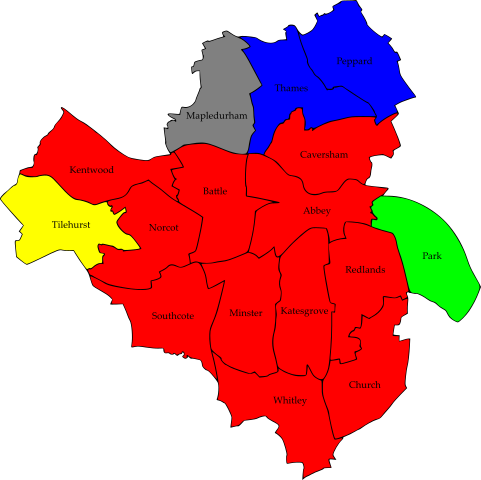 Peppard
Thames
Mapledurham
Caversham
Kentwood
Battle
Abbey
Tilehurst
Norcot
Park
Redlands
Southcote
Minster
Katesgrove
Church
Whitley